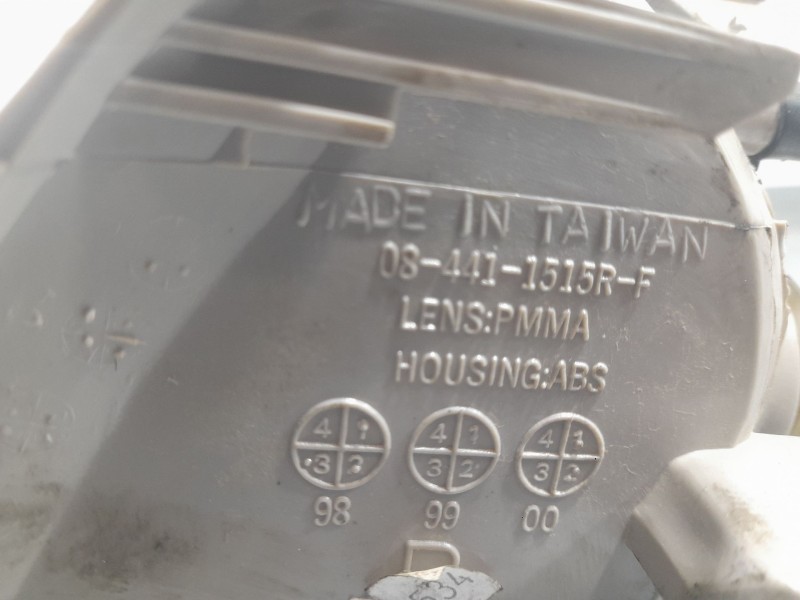 MADE IN TAIWAN
08-441-1515R-F
LENS:PMMA
HOUSING:ABS
4 1 4 1 4 1
3 2 3 2 3 2
98 99 00
R